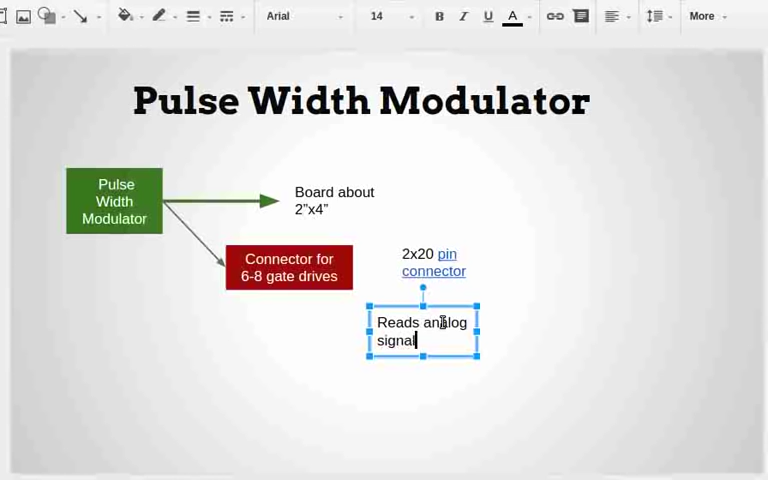 Arial 14 B I U A More
Pulse Width Modulator
Pulse
Width
Modulator
Board about
2”x4”
Connector for
6-8 gate drives
2x20 pin
connector
Reads analog
signal